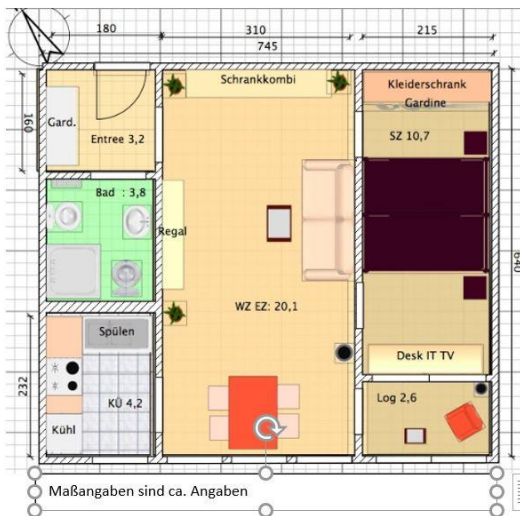 180
310
215
745
Schrankkombi
Kleiderschrank
Gardine
160
Gard.
Entree 3,2
SZ 10,7
Bad : 3,8
Regal
640
WZ EZ: 20,1
Spülen
232
Desk IT TV
KÜ 4,2
Log 2,6
Kühl
Maßangaben sind ca. Angaben